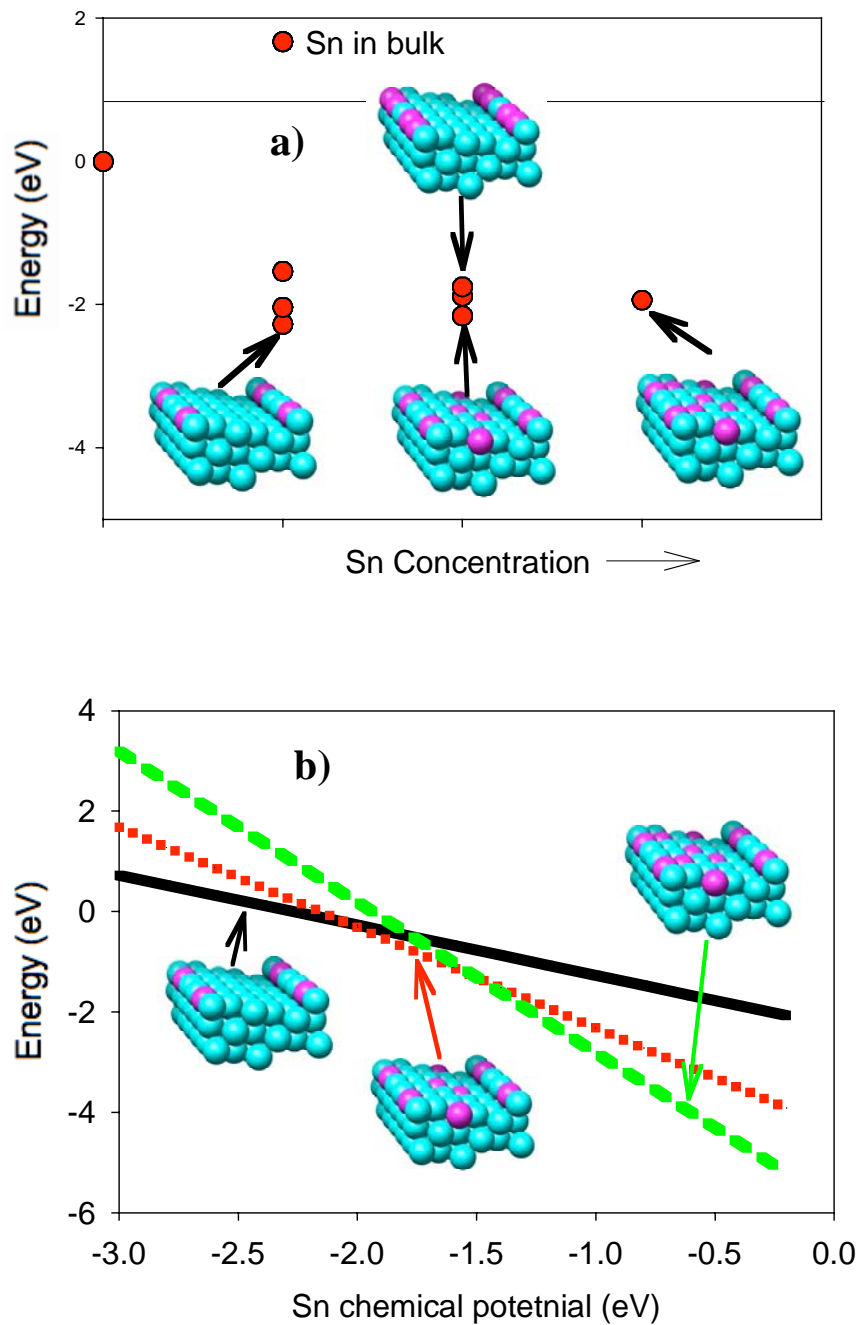 2
Sn in bulk
a)
0
Energy (eV)
-2
-4
Sn Concentration
4
b)
2
0
Energy (eV)
-2
-4
-6
-3.0 -2.5 -2.0 -1.5 -1.0 -0.5 0.0
Sn chemical potetnial (eV)